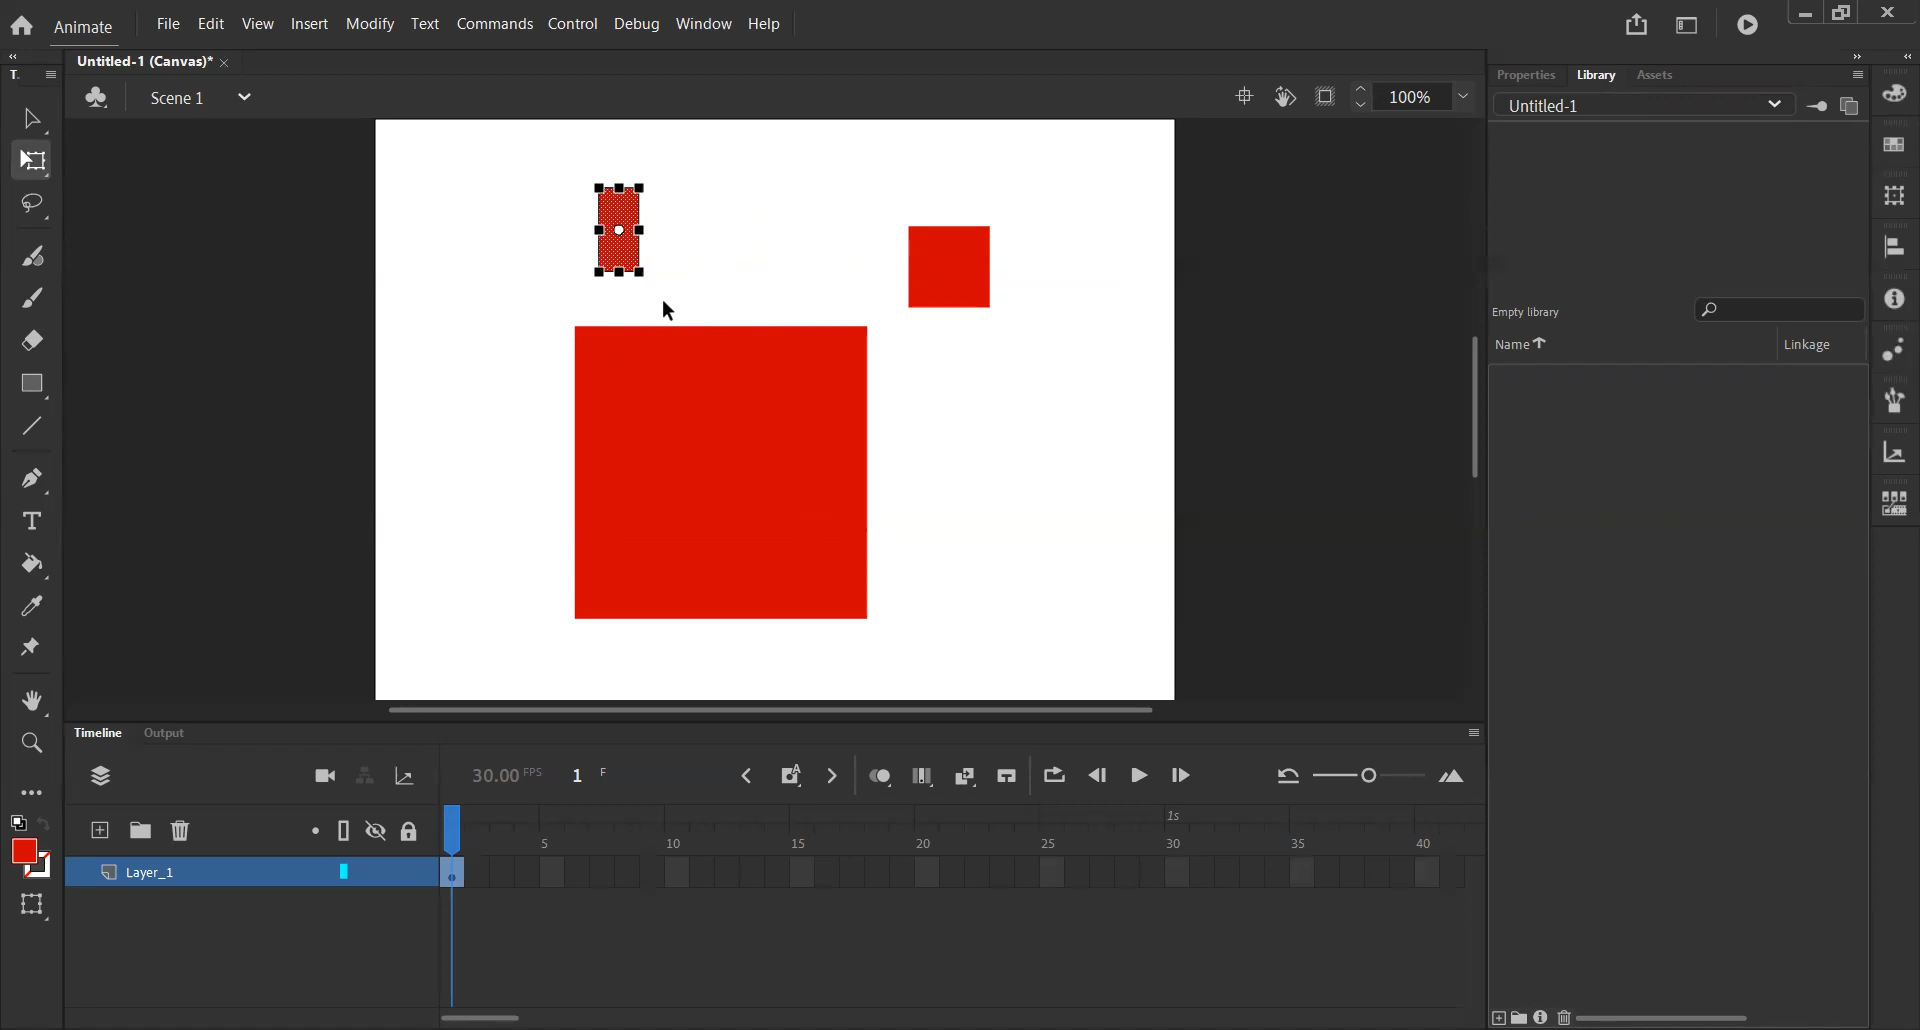 Animate File Edit View Insert Modify Text Commands Control Debug Window Help
T.
Untitled-1 (Canvas)*
Scene 1
100%
Properties Library Assets
Untitled-1
Empty library
Name Linkage
Timeline Output
30.00 FPS 1 F
1s
5 10 15 20 25 30 35 40
Layer_1